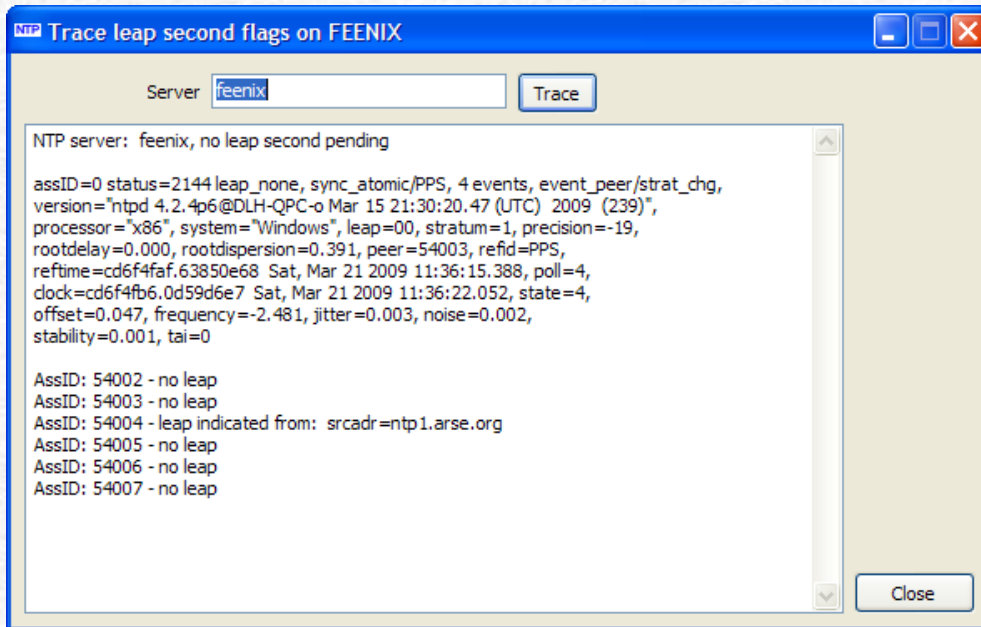 NTP Trace leap second flags on FEENIX
Server feenix Trace
NTP server:  feenix, no leap second pending
assID=0 status=2144 leap_none, sync_atomic/PPS, 4 events, event_peer/strat_chg,
version="ntpd 4.2.4p6@DLH-QPC-o Mar 15 21:30:20.47 (UTC)  2009  (239)",
processor="x86", system="Windows", leap=00, stratum=1, precision=-19,
rootdelay=0.000, rootdispersion=0.391, peer=54003, refid=PPS,
reftime=cd6f4faf.63850e68  Sat, Mar 21 2009 11:36:15.388, poll=4,
clock=cd6f4fb6.0d59d6e7  Sat, Mar 21 2009 11:36:22.052, state=4,
offset=0.047, frequency=-2.481, jitter=0.003, noise=0.002,
stability=0.001, tai=0
AssID: 54002 - no leap
AssID: 54003 - no leap
AssID: 54004 - leap indicated from:  srcadr=ntp1.arse.org
AssID: 54005 - no leap
AssID: 54006 - no leap
AssID: 54007 - no leap
Close